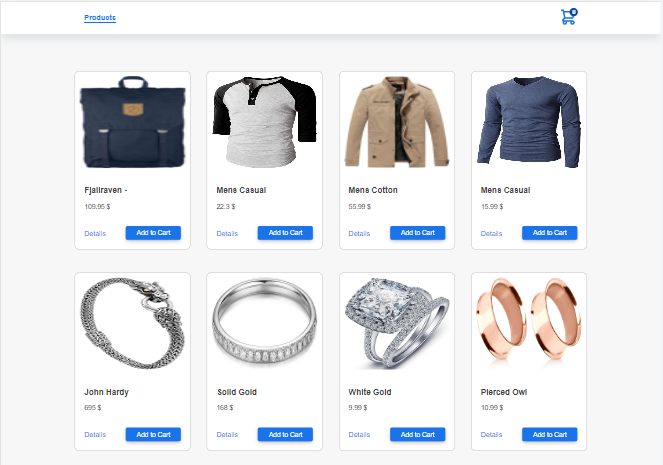 Products
Fjallraven -
109.95 $
Details
Add to Cart
Mens Casual
22.3 $
Details
Add to Cart
Mens Cotton
55.99 $
Details
Add to Cart
Mens Casual
15.99 $
Details
Add to Cart
John Hardy
695 $
Details
Add to Cart
Solid Gold
168 $
Details
Add to Cart
White Gold
9.99 $
Details
Add to Cart
Pierced Owl
10.99 $
Details
Add to Cart